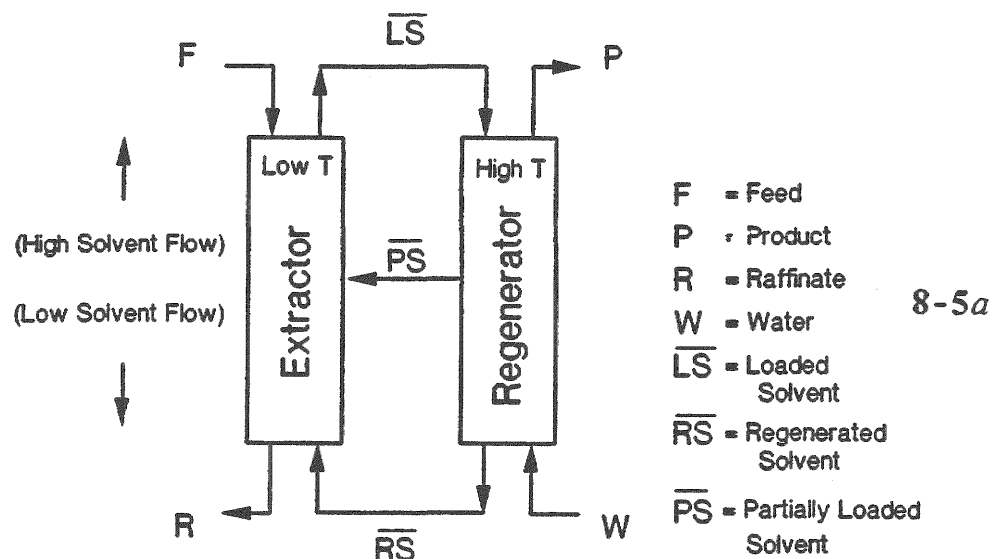 LS
F
P
Low T
High T
(High Solvent Flow)
(Low Solvent Flow)
Extractor
PS
Regenerator
R
RS
W
F = Feed
P = Product
R = Raffinate
W = Water
LS = Loaded
Solvent
RS = Regenerated
Solvent
PS = Partially Loaded
Solvent
8-5a